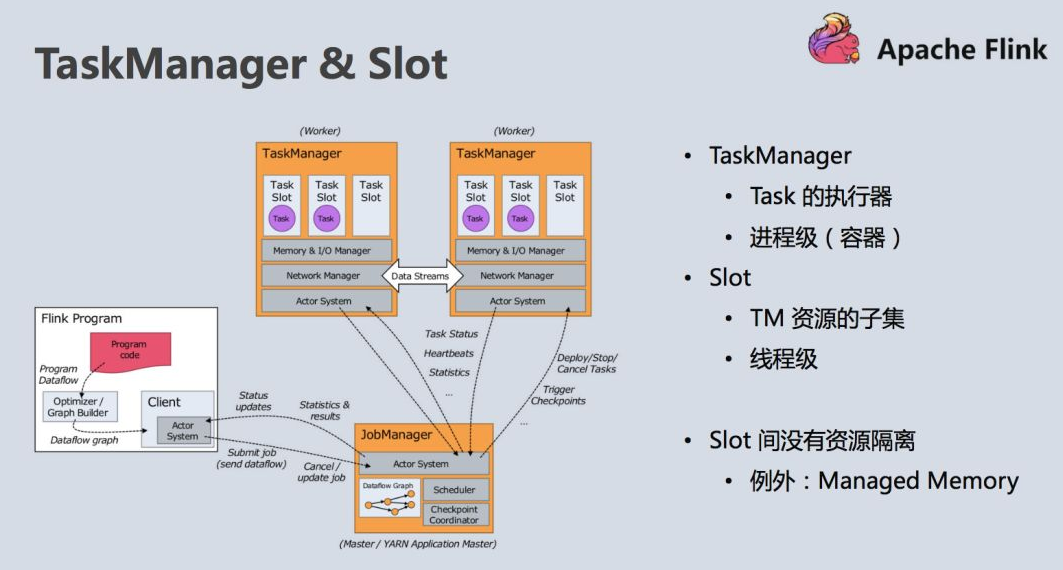 TaskManager & Slot
Apache Flink
(Worker)
TaskManager
Task
Slot
Task
Task
Slot
Task
Task
Slot
Memory & I/O Manager
Network Manager
Actor System
(Worker)
TaskManager
Task
Slot
Task
Task
Slot
Task
Task
Slot
Memory & I/O Manager
Network Manager
Actor System
Data Streams
Flink Program
Program
code
Program
Dataflow
Optimizer /
Graph Builder
Dataflow graph
Client
Actor
System
Status
updates
Statistics &
results
Submit job
(send dataflow)
Cancel /
update job
Task Status
Heartbeats
Statistics
...
Deploy/Stop/
Cancel Tasks
Trigger
Checkpoints
...
JobManager
Actor System
Dataflow Graph
Scheduler
Checkpoint
Coordinator
(Master / YARN Application Master)
• TaskManager
• Task 的执行器
• 进程级（容器）
• Slot
• TM 资源的子集
• 线程级
• Slot 间没有资源隔离
• 例外：Managed Memory